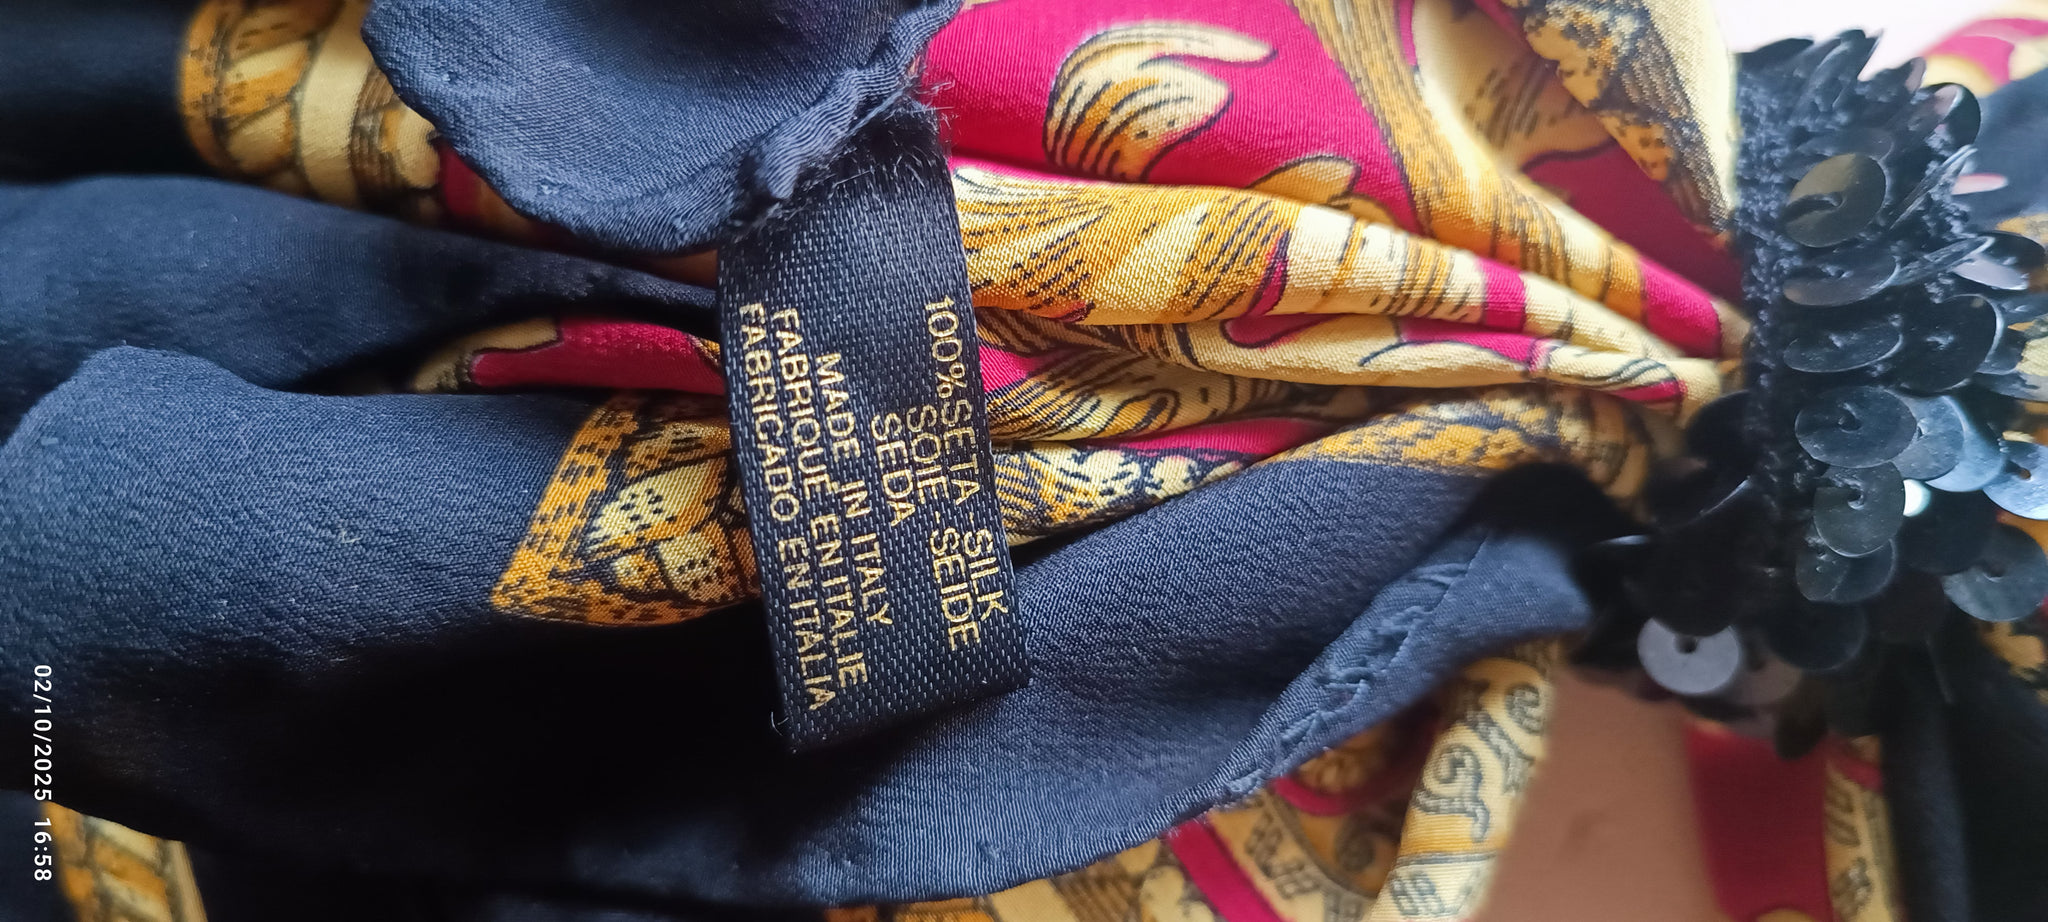 100% SETA - SILK
SOIE - SEIDE
SEDA
MADE IN ITALY
FABRIQUE EN ITALIE
FABRICADO EN ITALIA
02/10/2025 16:58